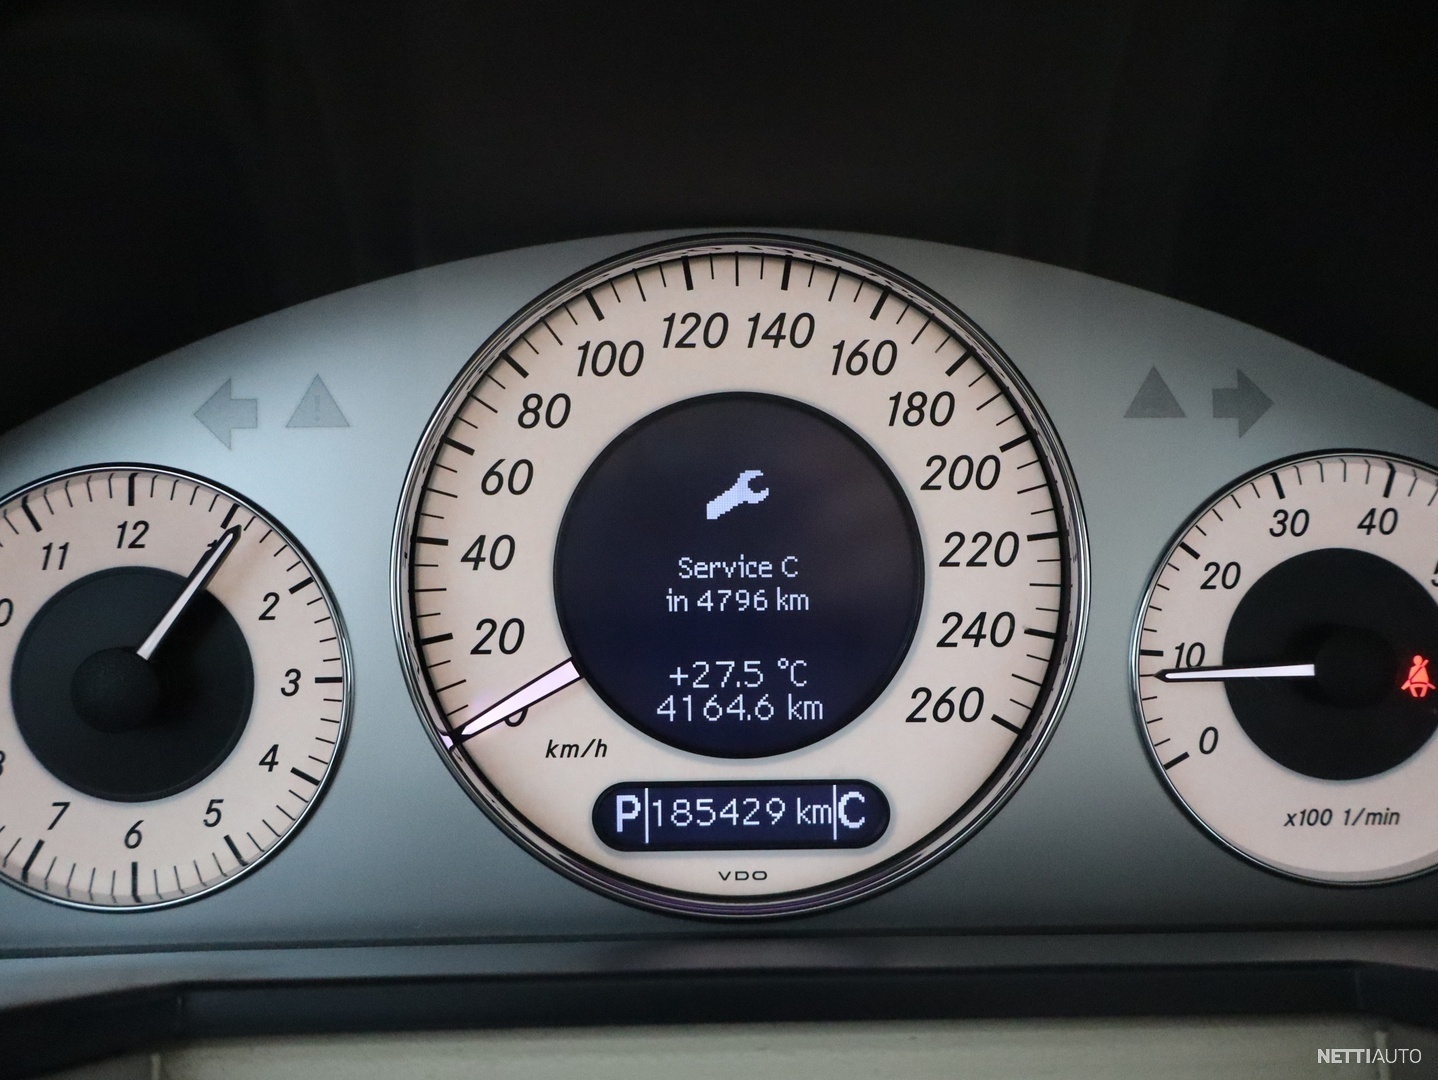 120 140
100 160
80 180
60 200
40 220
20 240
260
km/h
Service C
in 4796 km
+27.5 °C
4164.6 km
P 185429 km C
VDO
11 12
2
3
4
5
6
7
10 20 30 40
0
x100 1/min
NETTIAUTO